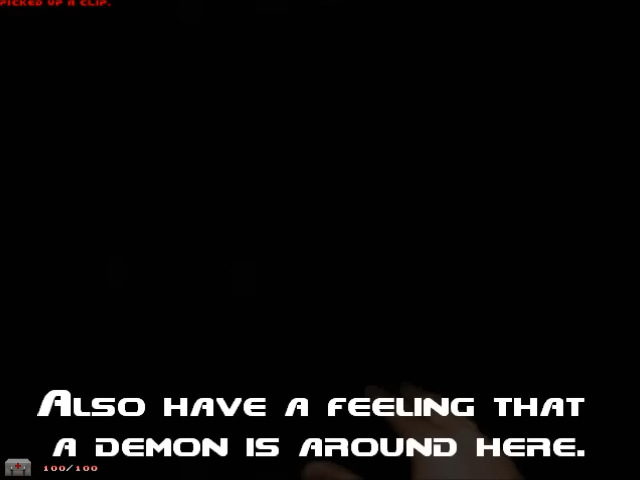 PICKED UP A CLIP.
ALSO HAVE A FEELING THAT
A DEMON IS AROUND HERE.
100/100